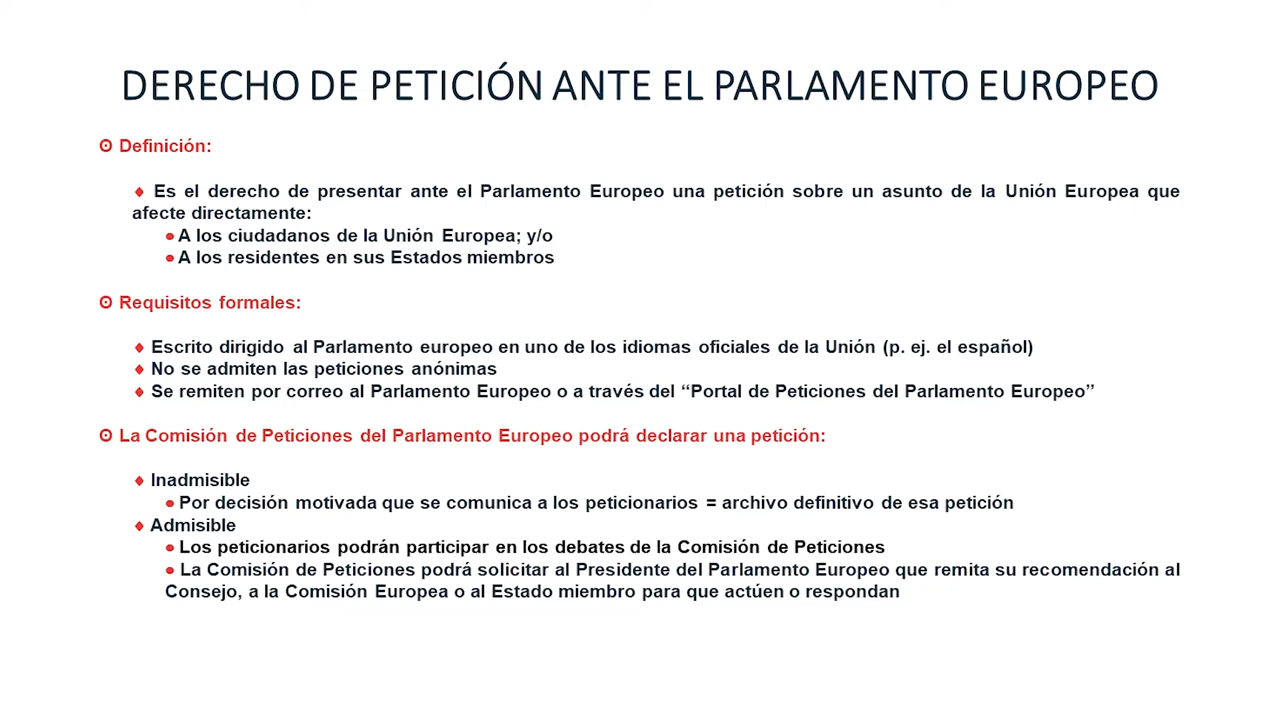 DERECHO DE PETICIÓN ANTE EL PARLAMENTO EUROPEO
Definición:
Es el derecho de presentar ante el Parlamento Europeo una petición sobre un asunto de la Unión Europea que
afecte directamente:
A los ciudadanos de la Unión Europea; y/o
A los residentes en sus Estados miembros
Requisitos formales:
Escrito dirigido al Parlamento europeo en uno de los idiomas oficiales de la Unión (p. ej. el español)
No se admiten las peticiones anónimas
Se remiten por correo al Parlamento Europeo o a través del “Portal de Peticiones del Parlamento Europeo”
La Comisión de Peticiones del Parlamento Europeo podrá declarar una petición:
Inadmisible
Por decisión motivada que se comunica a los peticionarios = archivo definitivo de esa petición
Admisible
Los peticionarios podrán participar en los debates de la Comisión de Peticiones
La Comisión de Peticiones podrá solicitar al Presidente del Parlamento Europeo que remita su recomendación al
Consejo, a la Comisión Europea o al Estado miembro para que actúen o respondan